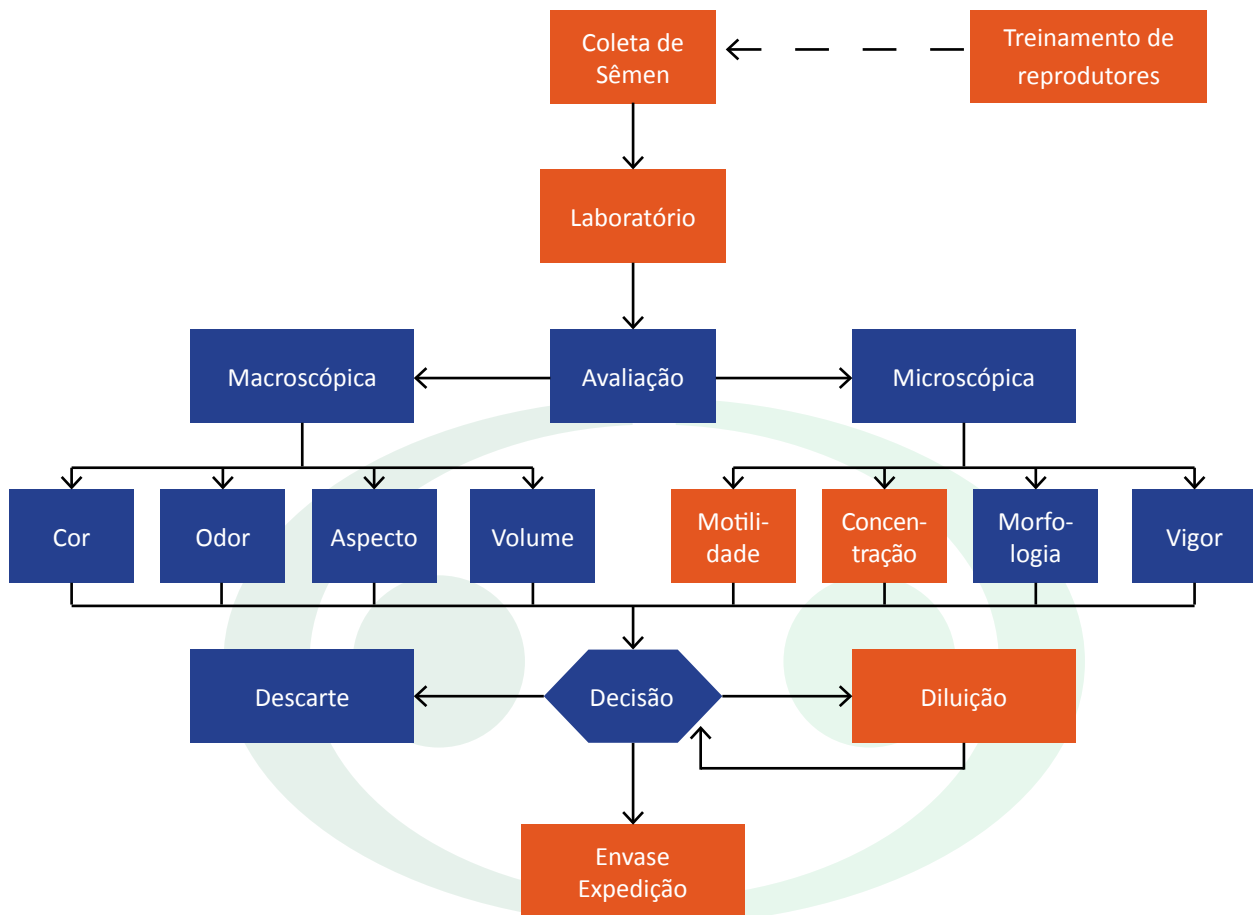 Coleta de
Sêmen
Treinamento de
reprodutores
Laboratório
Macroscópica
Avaliação
Microscópica
Cor
Odor
Aspecto
Volume
Motili-
dade
Concen-
tração
Morfo-
logia
Vigor
Descarte
Decisão
Diluição
Envase
Expedição